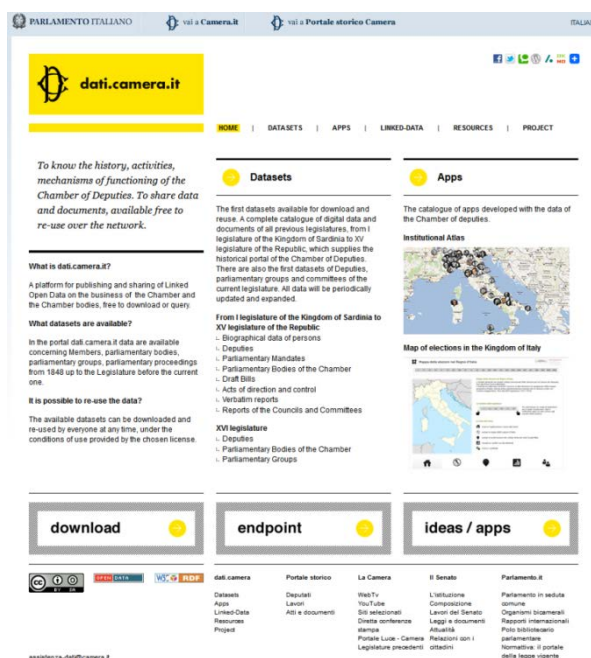 PARLAMENTO ITALIANO
vai a Camera.it
vai a Portale storico Camera
ITALIAN
dati.camera.it
HOME | DATASETS | APPS | LINKED-DATA | RESOURCES | PROJECT
To know the history, activities,
mechanisms of functioning of the
Chamber of Deputies. To share data
and documents, available free to
re-use over the network.
What is dati.camera.it?
A platform for publishing and sharing of Linked
Open Data on the business of the Chamber and
the Chamber bodies, free to download or query.
What datasets are available?
In the portal dati.camera.it data are available
concerning Members, parliamentary bodies,
parliamentary groups, parliamentary proceedings
from 1848 up to the Legislature before the current
one.
It is possible to re-use the data?
The available datasets can be downloaded and
re-used by everyone at any time, under the
conditions of use provided by the chosen license.
Datasets
The first datasets available for download and
reuse. A complete catalogue of digital data and
documents of all previous legislatures, from I
legislature of the Kingdom of Sardinia to XV
legislature of the Republic, which supplies the
historical portal of the Chamber of Deputies.
There are also the first datasets of Deputies,
parliamentary groups and committees of the
current legislature. All data will be periodically
updated and expanded.
From I legislature of the Kingdom of Sardinia to
XV legislature of the Republic
Biographical data of persons
Deputies
Parliamentary Mandates
Parliamentary Bodies of the Chamber
Draft Bills
Acts of direction and control
Verbatim reports
Reports of the Councils and Committees
XVI legislature
Deputies
Parliamentary Bodies of the Chamber
Parliamentary Groups
Apps
The catalogue of apps developed with the data of
the Chamber of deputies.
Institutional Atlas
Map of elections in the Kingdom of Italy
download
endpoint
ideas / apps
cc
BY SA
OPEN DATA
W3C RDF
dati.camera
Datasets
Apps
Linked-Data
Resources
Project
Portale storico
Deputati
Lavori
Atti e documenti
La Camera
WebTv
YouTube
Siti selezionati
Diretta conferenze
stampa
Portale Luce - Camera
Legislature precedenti
Il Senato
L'istituzione
Composizione
Lavori del Senato
Leggi e documenti
Attualità
Relazioni con i
cittadini
Parlamento.it
Parlamento in seduta
comune
Organismi bicamerali
Rapporti internazionali
Polo bibliotecario
parlamentare
Normattiva: il portale
della legge vigente
assistenza-dati@camera.it